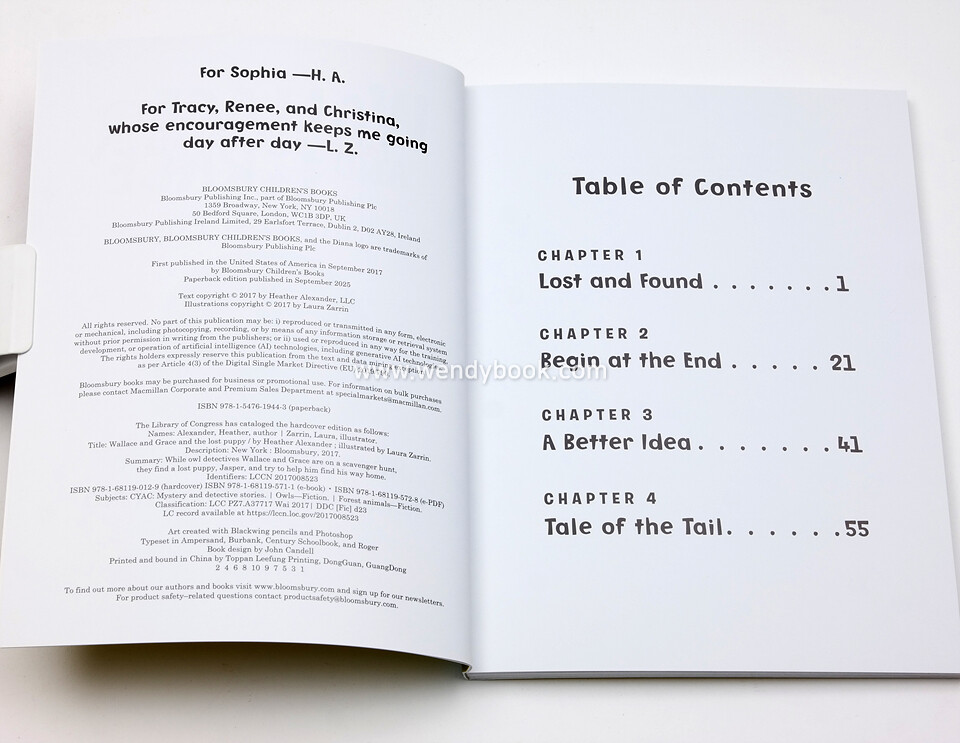 For Sophia —H. A.
For Tracy, Renee, and Christina,
whose encouragement keeps me going
day after day —L. Z.
BLOOMSBURY CHILDREN'S BOOKS
Bloomsbury Publishing Inc., part of Bloomsbury Publishing Plc
1359 Broadway, New York, NY 10018
50 Bedford Square, London, WC1B 3DP, UK
Bloomsbury Publishing Ireland Limited, 29 Earlsfort Terrace, Dublin 2, D02 AY28, Ireland
BLOOMSBURY, BLOOMSBURY CHILDREN'S BOOKS, and the Diana logo are trademarks of
Bloomsbury Publishing Plc
First published in the United States of America in September 2017
by Bloomsbury Children's Books
Paperback edition published in September 2025
Text copyright © 2017 by Heather Alexander, LLC
Illustrations copyright © 2017 by Laura Zarrin
All rights reserved. No part of this publication may be: i) reproduced or transmitted in any form, electronic
or mechanical, including photocopying, recording, or by means of any information storage or retrieval system
without prior permission in writing from the publishers; or ii) used or reproduced in any way for the training,
development, or operation of artificial intelligence (AI) technologies, including generative AI technologies.
The rights holders expressly reserve this publication from the text and data mining exception
as per Article 4(3) of the Digital Single Market Directive (EU)
Bloomsbury books may be purchased for business or promotional use. For information on bulk purchases
please contact Macmillan Corporate and Premium Sales Department at specialmarkets@macmillan.com.
ISBN 978-1-5476-1944-3 (paperback)
The Library of Congress has cataloged the hardcover edition as follows:
Names: Alexander, Heather, author | Zarrin, Laura, illustrator.
Title: Wallace and Grace and the lost puppy / by Heather Alexander ; illustrated by Laura Zarrin.
Description: New York : Bloomsbury, 2017.
Summary: While owl detectives Wallace and Grace are on a scavenger hunt,
they find a lost puppy, Jasper, and try to help him find his way home.
Identifiers: LCCN 2017008523
ISBN 978-1-68119-012-9 (hardcover) ISBN 978-1-68119-571-1 (e-book) • ISBN 978-1-68119-572-8 (e-PDF)
Subjects: CYAC: Mystery and detective stories. | Owls—Fiction. | Forest animals—Fiction.
Classification: LCC PZ7.A37717 Wai 2017 | DDC [Fic] d23
LC record available at https://lccn.loc.gov/2017008523
Art created with Blackwing pencils and Photoshop
Typeset in Ampersand, Burbank, Century Schoolbook, and Roger
Book design by John Candell
Printed and bound in China by Toppan Leefung Printing, DongGuan, GuangDong
2 4 6 8 10 9 7 5 3 1
To find out more about our authors and books visit www.bloomsbury.com and sign up for our newsletters.
For product safety–related questions contact productsafety@bloomsbury.com.
Table of Contents
CHAPTER 1
Lost and Found . . . . . . . 1
CHAPTER 2
Begin at the End . . . . . 21
CHAPTER 3
A Better Idea . . . . . . . 41
CHAPTER 4
Tale of the Tail. . . . . . . 55
www.wendybook.com